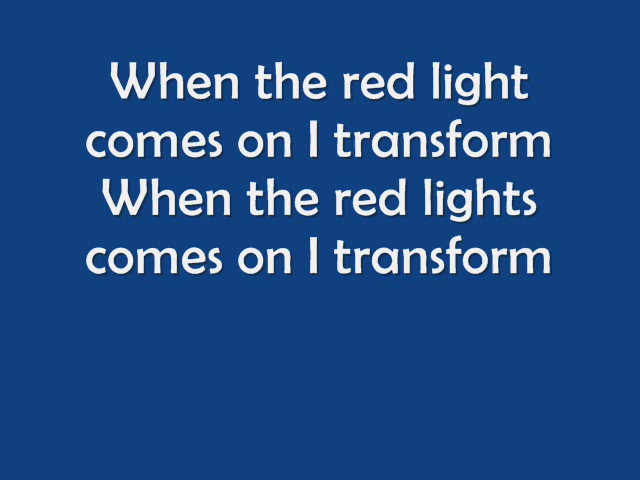 When the red light
comes on I transform
When the red lights
comes on I transform